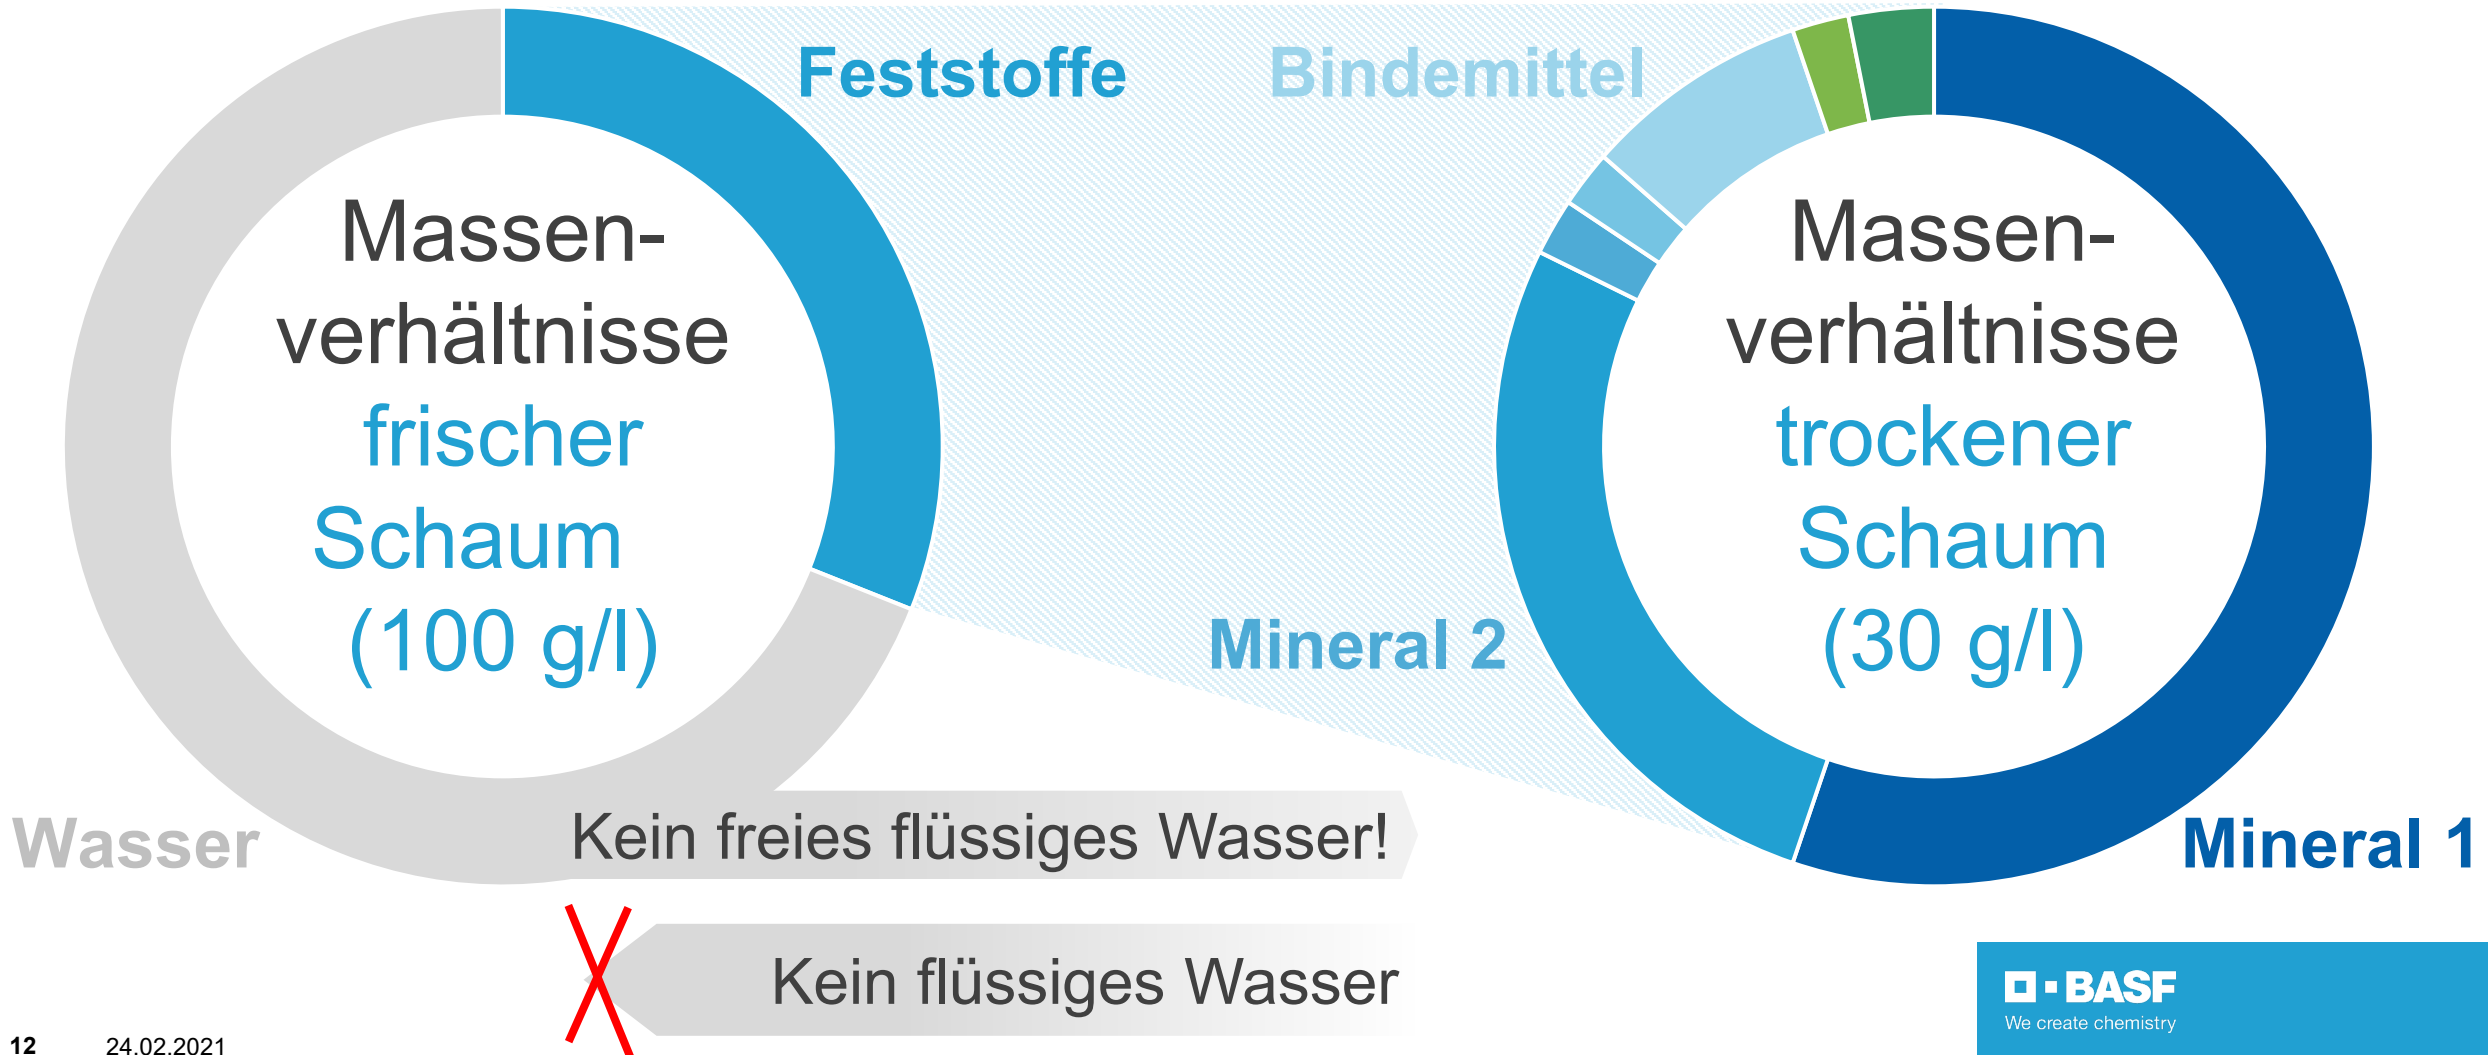 Feststoffe
Bindemittel
Massen-
verhältnisse
frischer
Schaum
(100 g/l)
Massen-
verhältnisse
trockener
Schaum
(30 g/l)
Mineral 2
Wasser
Kein freies flüssiges Wasser!
Mineral 1
Kein flüssiges Wasser
BASF
We create chemistry
12
24.02.2021